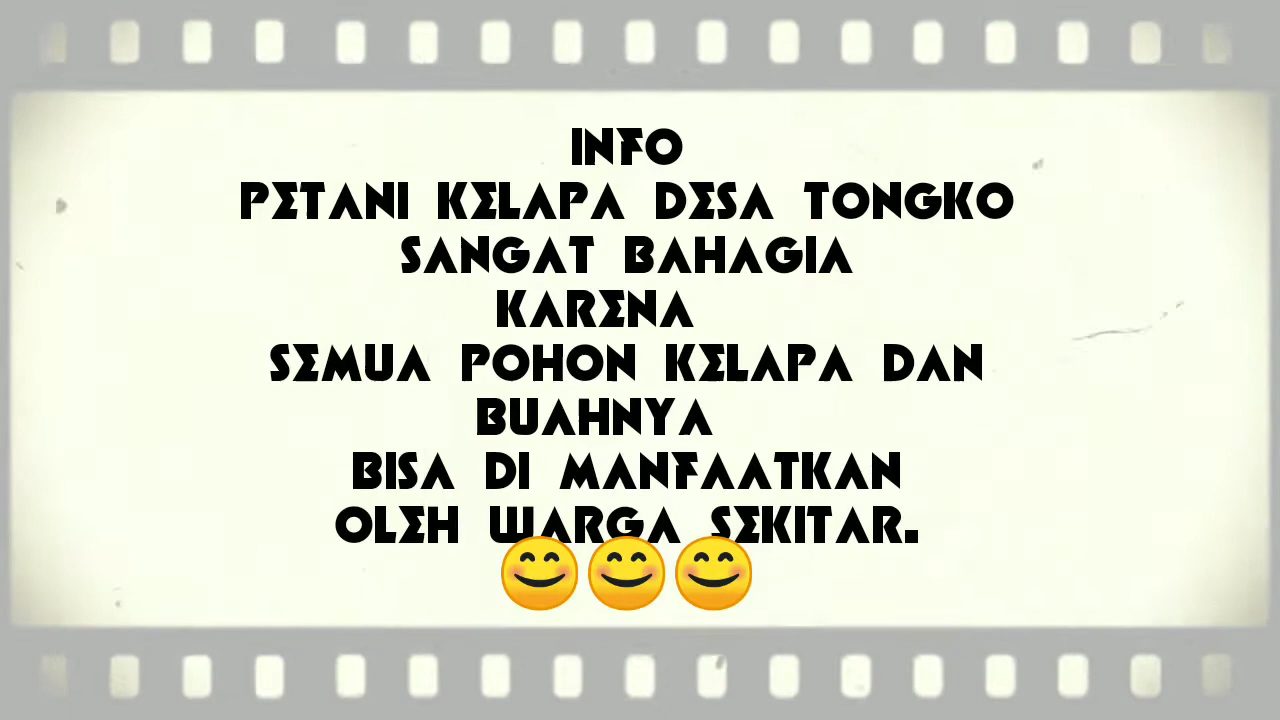 INFO
PETANI KELAPA DESA TONGKO
SANGAT BAHAGIA
KARENA
SEMUA POHON KELAPA DAN
BUAHNYA
BISA DI MANFAATKAN
OLEH WARGA SEKITAR.
😊😊😊